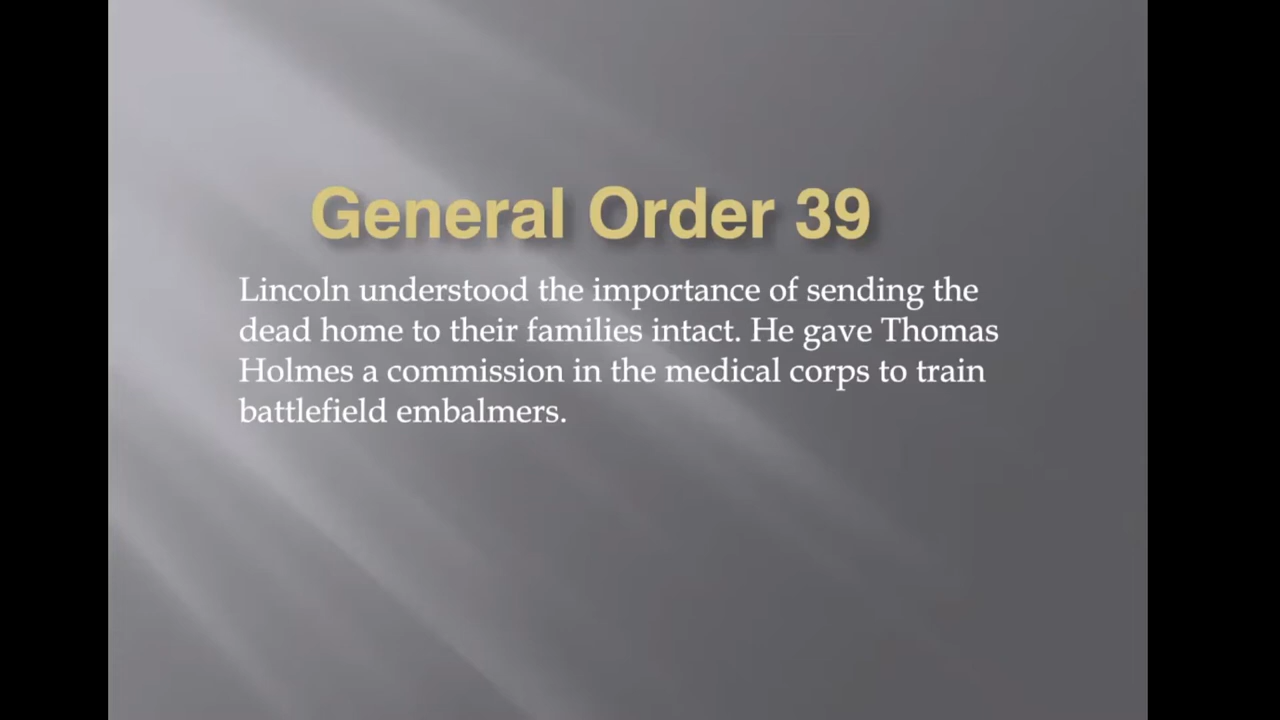 General Order 39
Lincoln understood the importance of sending the
dead home to their families intact. He gave Thomas
Holmes a commission in the medical corps to train
battlefield embalmers.